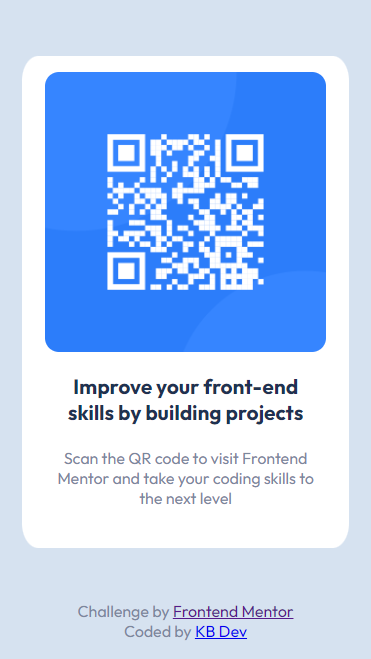 Improve your front-end
skills by building projects
Scan the QR code to visit Frontend
Mentor and take your coding skills to
the next level
Challenge by Frontend Mentor
Coded by KB Dev